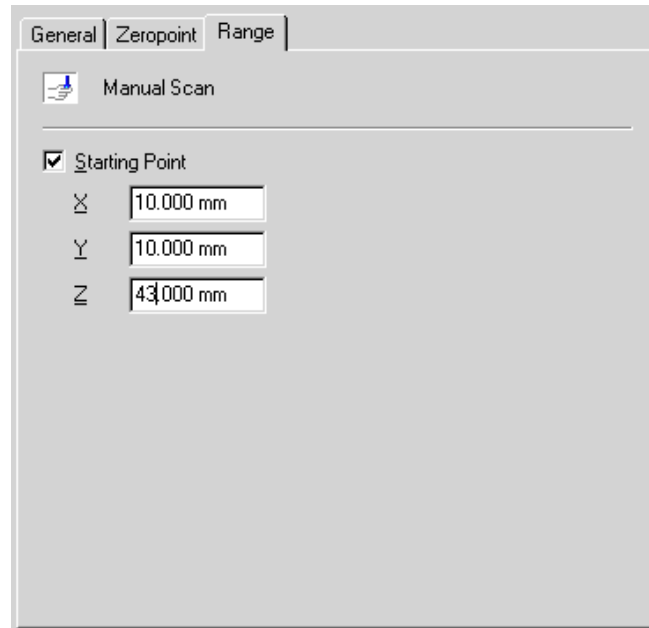 General Zeropoint Range
Manual Scan
Starting Point
X 10.000 mm
Y 10.000 mm
Z 43.000 mm